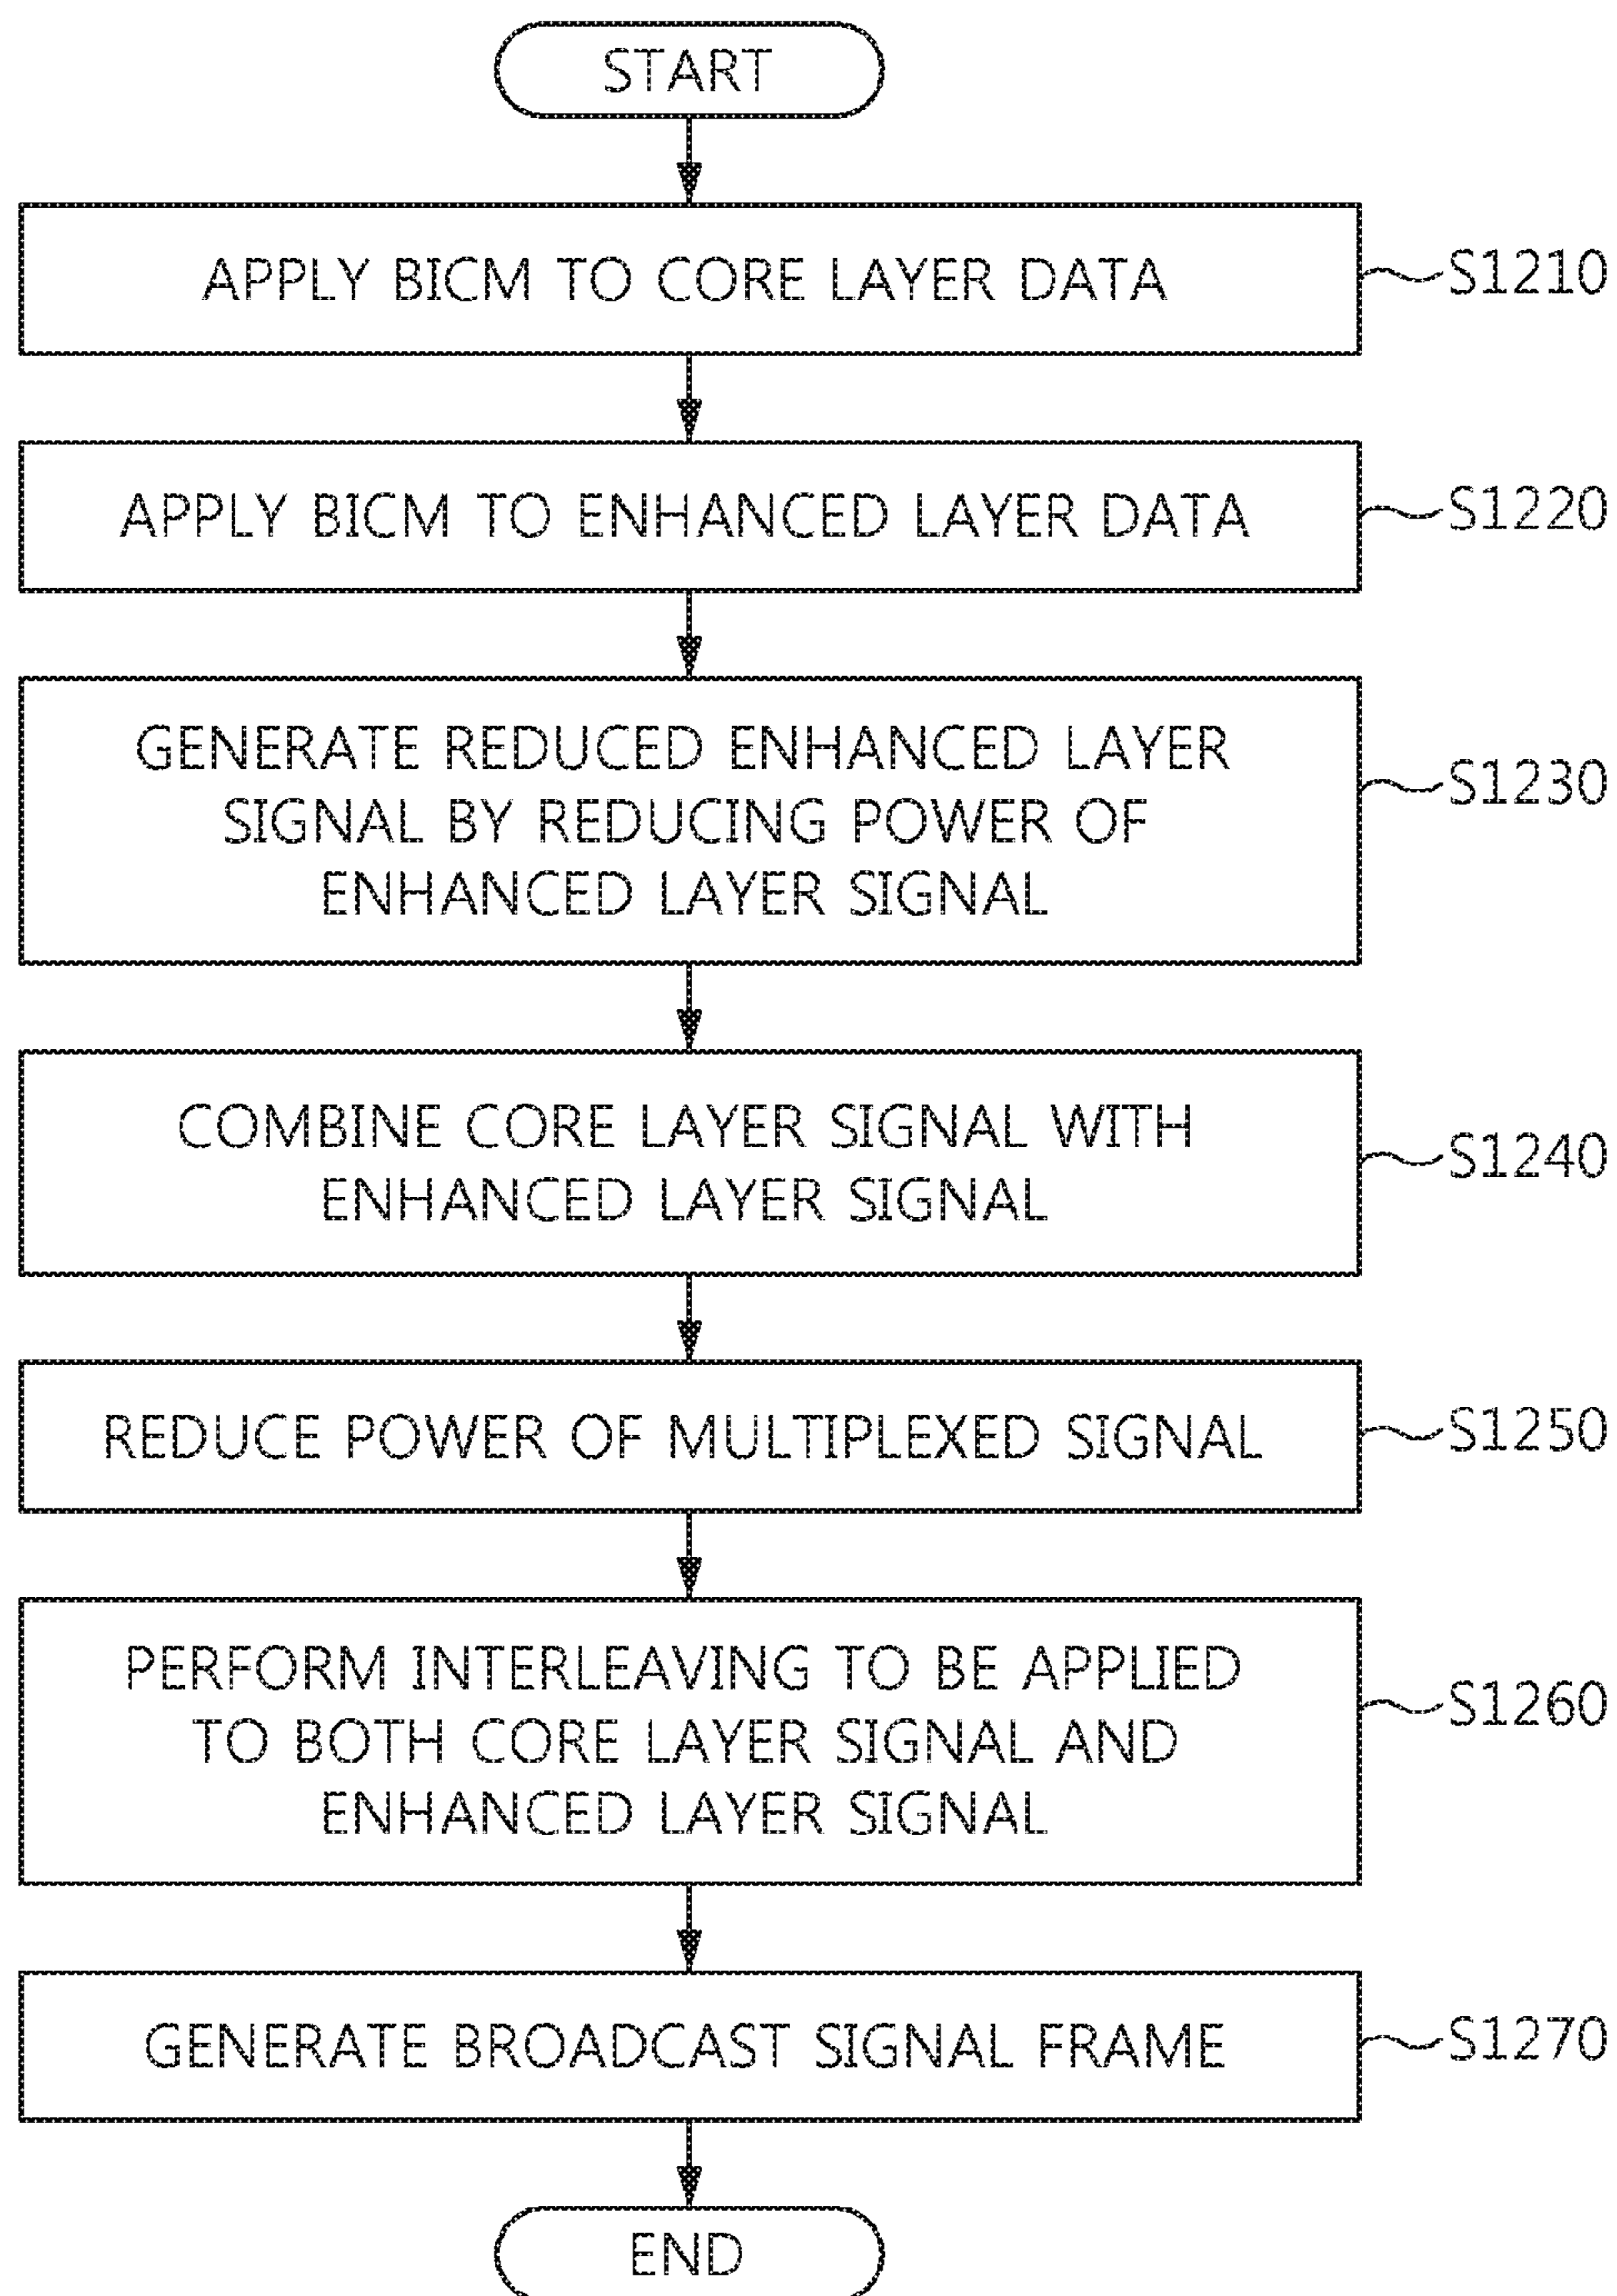 START
APPLY BICM TO CORE LAYER DATA
S1210
APPLY BICM TO ENHANCED LAYER DATA
S1220
GENERATE REDUCED ENHANCED LAYER
SIGNAL BY REDUCING POWER OF
ENHANCED LAYER SIGNAL
S1230
COMBINE CORE LAYER SIGNAL WITH
ENHANCED LAYER SIGNAL
S1240
REDUCE POWER OF MULTIPLEXED SIGNAL
S1250
PERFORM INTERLEAVING TO BE APPLIED
TO BOTH CORE LAYER SIGNAL AND
ENHANCED LAYER SIGNAL
S1260
GENERATE BROADCAST SIGNAL FRAME
S1270
END